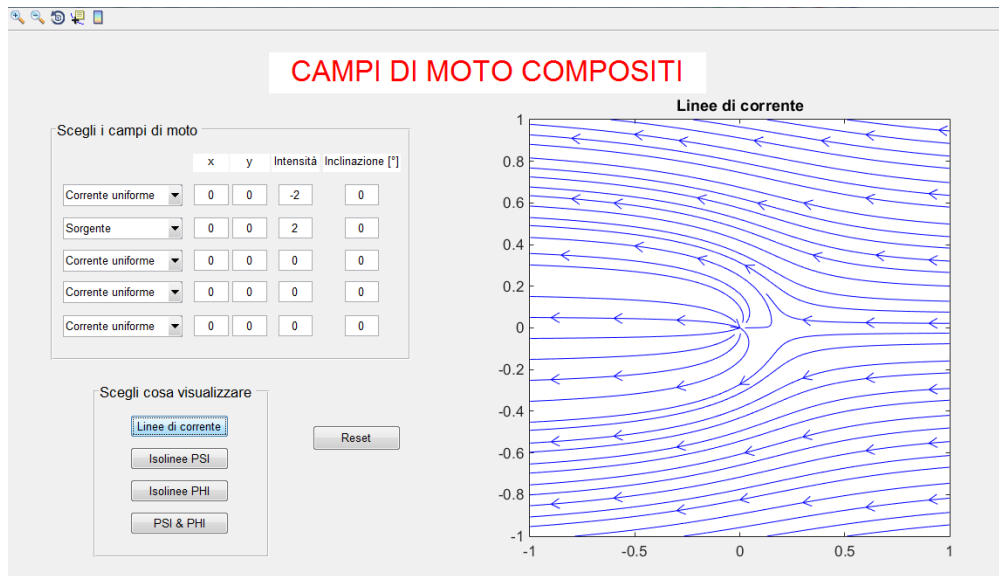 CAMPI DI MOTO COMPOSITI
Scegli i campi di moto
x y Intensità Inclinazione [°]
Corrente uniforme 0 0 -2 0
Sorgente 0 0 2 0
Corrente uniforme 0 0 0 0
Corrente uniforme 0 0 0 0
Corrente uniforme 0 0 0 0
Scegli cosa visualizzare
Linee di corrente
Isolinee PSI
Isolinee PHI
PSI & PHI
Reset
Linee di corrente
1
0.8
0.6
0.4
0.2
0
-0.2
-0.4
-0.6
-0.8
-1
-1 -0.5 0 0.5 1